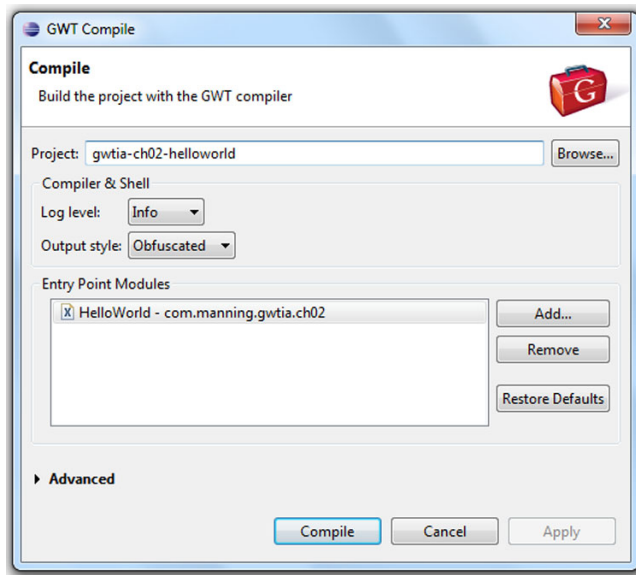 GWT Compile
Compile
Build the project with the GWT compiler
G
Project: gwtia-ch02-helloworld Browse...
Compiler & Shell
Log level: Info
Output style: Obfuscated
Entry Point Modules
X HelloWorld - com.manning.gwtia.ch02
Add...
Remove
Restore Defaults
Advanced
Compile Cancel Apply